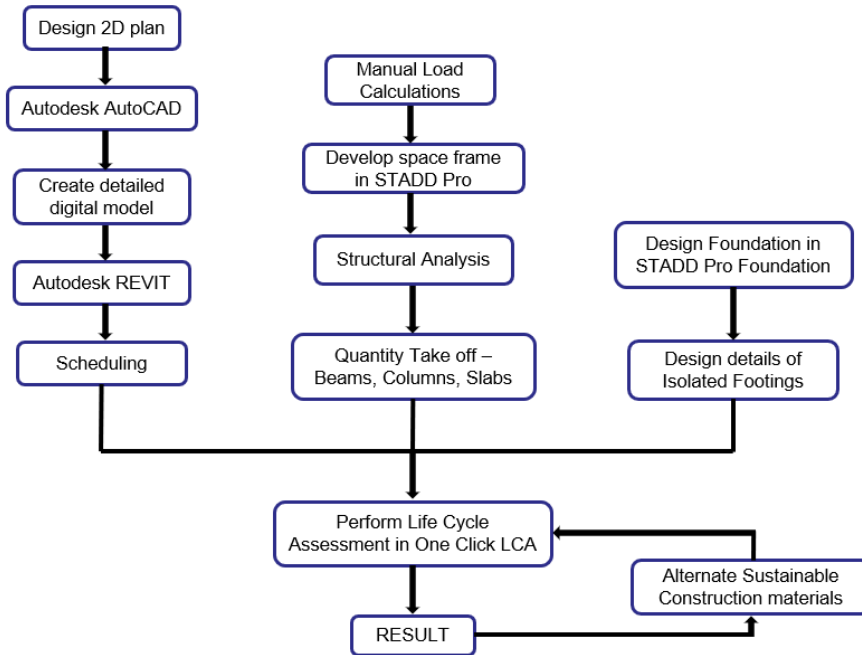 Design 2D plan
Autodesk AutoCAD
Create detailed
digital model
Autodesk REVIT
Scheduling
Manual Load
Calculations
Develop space frame
in STADD Pro
Structural Analysis
Quantity Take off –
Beams, Columns, Slabs
Design Foundation in
STADD Pro Foundation
Design details of
Isolated Footings
Perform Life Cycle
Assessment in One Click LCA
RESULT
Alternate Sustainable
Construction materials